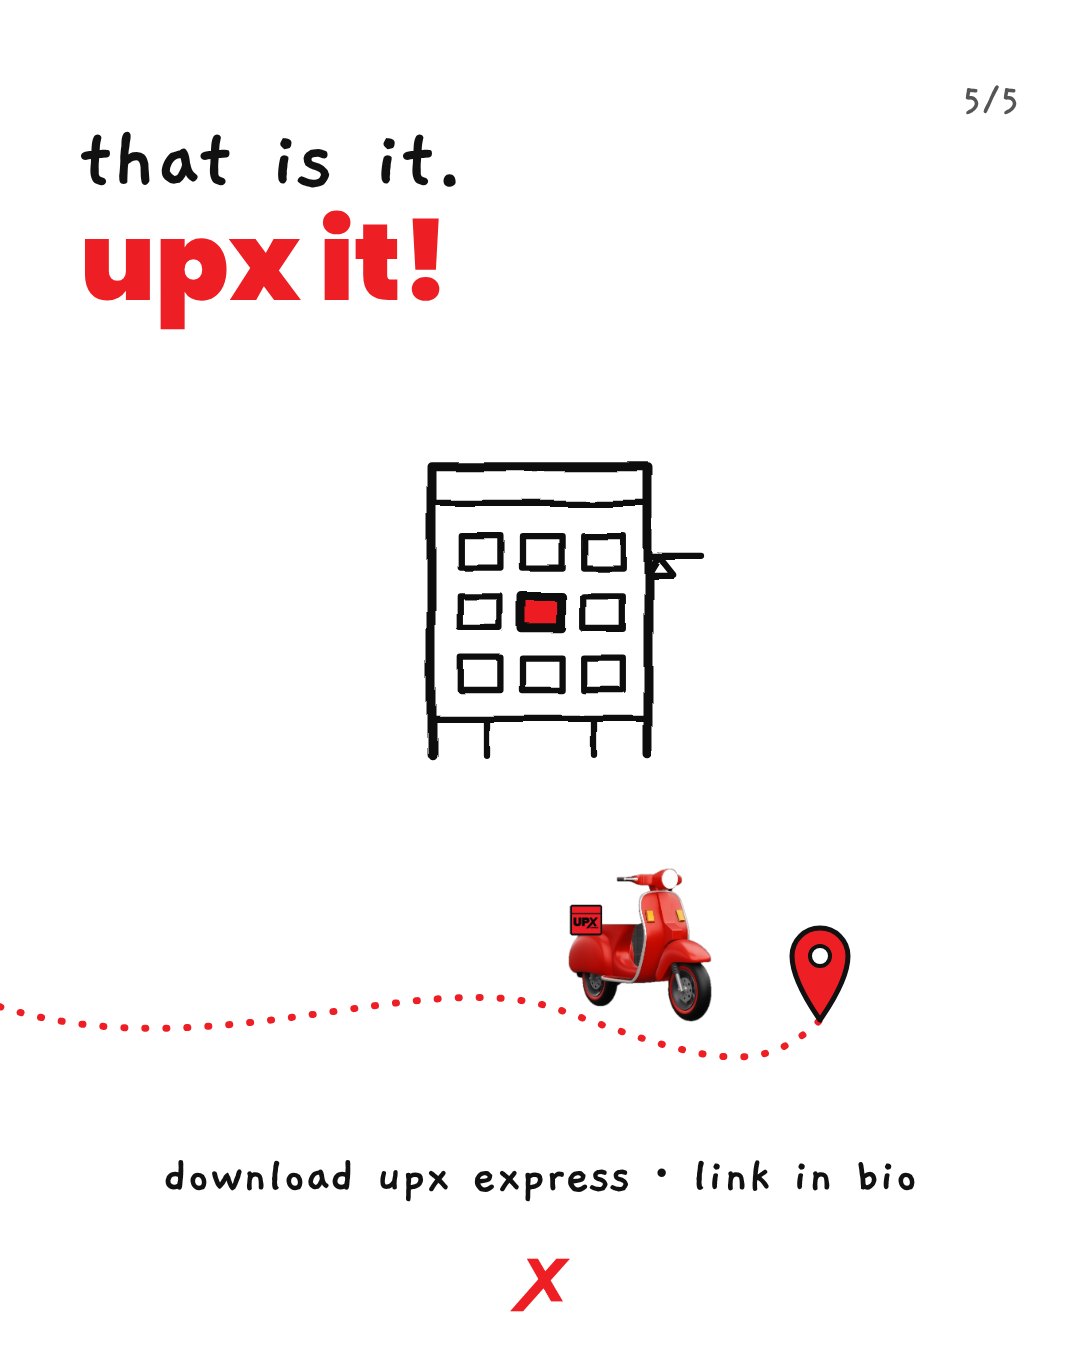 5/5
that is it.
upx it!
UPX
download upx express • link in bio
X